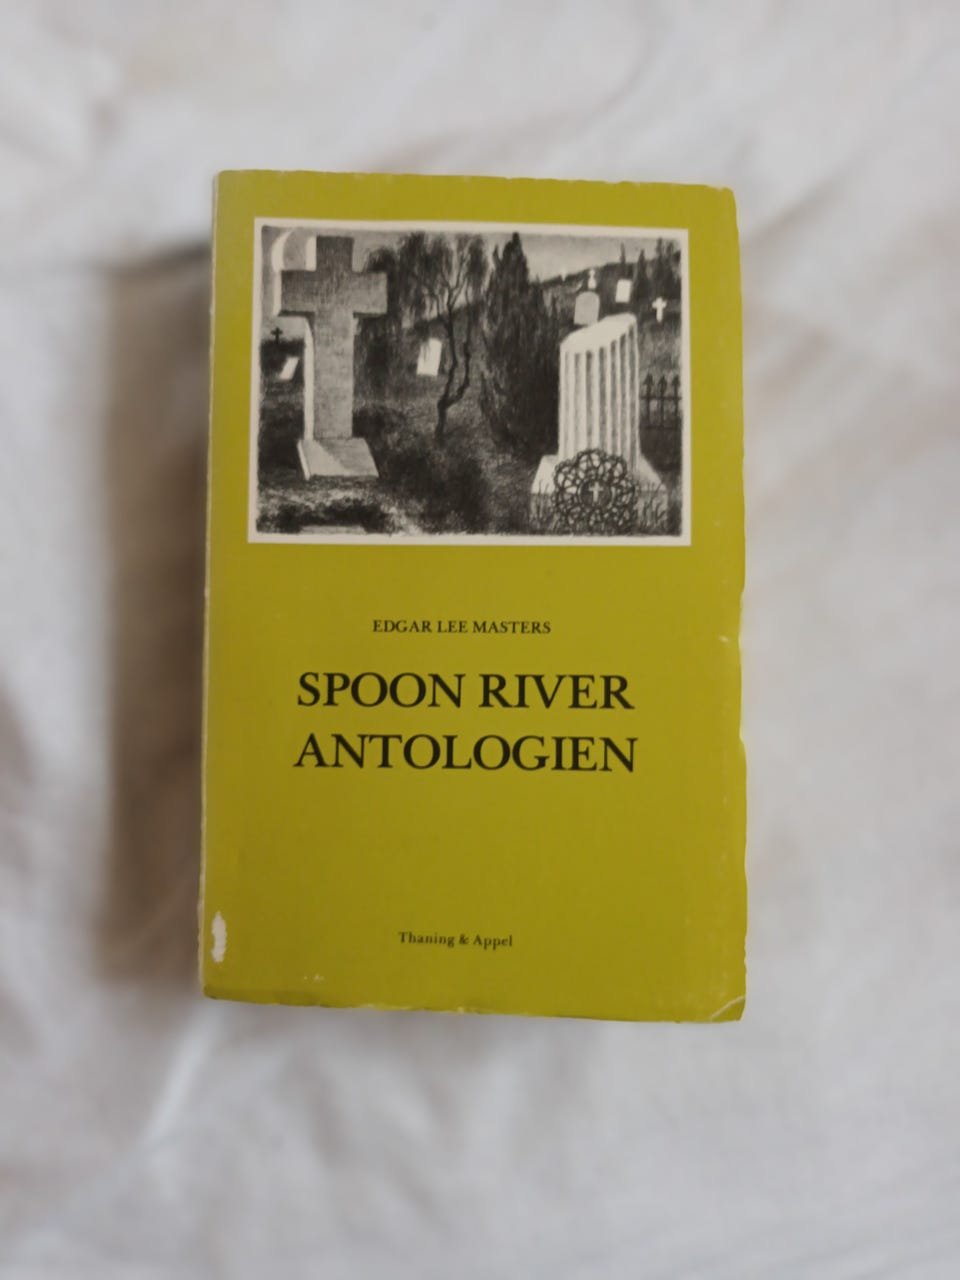 EDGAR LEE MASTERS
SPOON RIVER
ANTOLOGIEN
Thaning & Appel